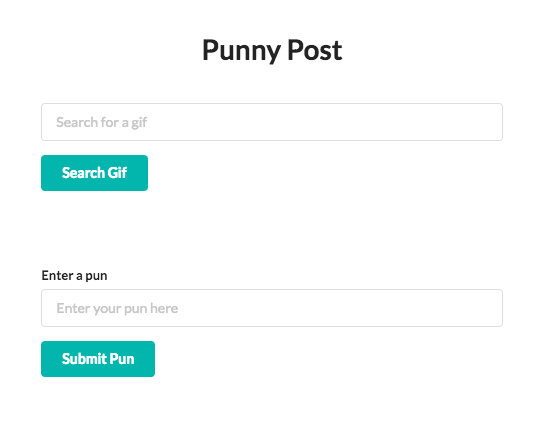 Punny Post
Search for a gif
Search Gif
Enter a pun
Enter your pun here
Submit Pun